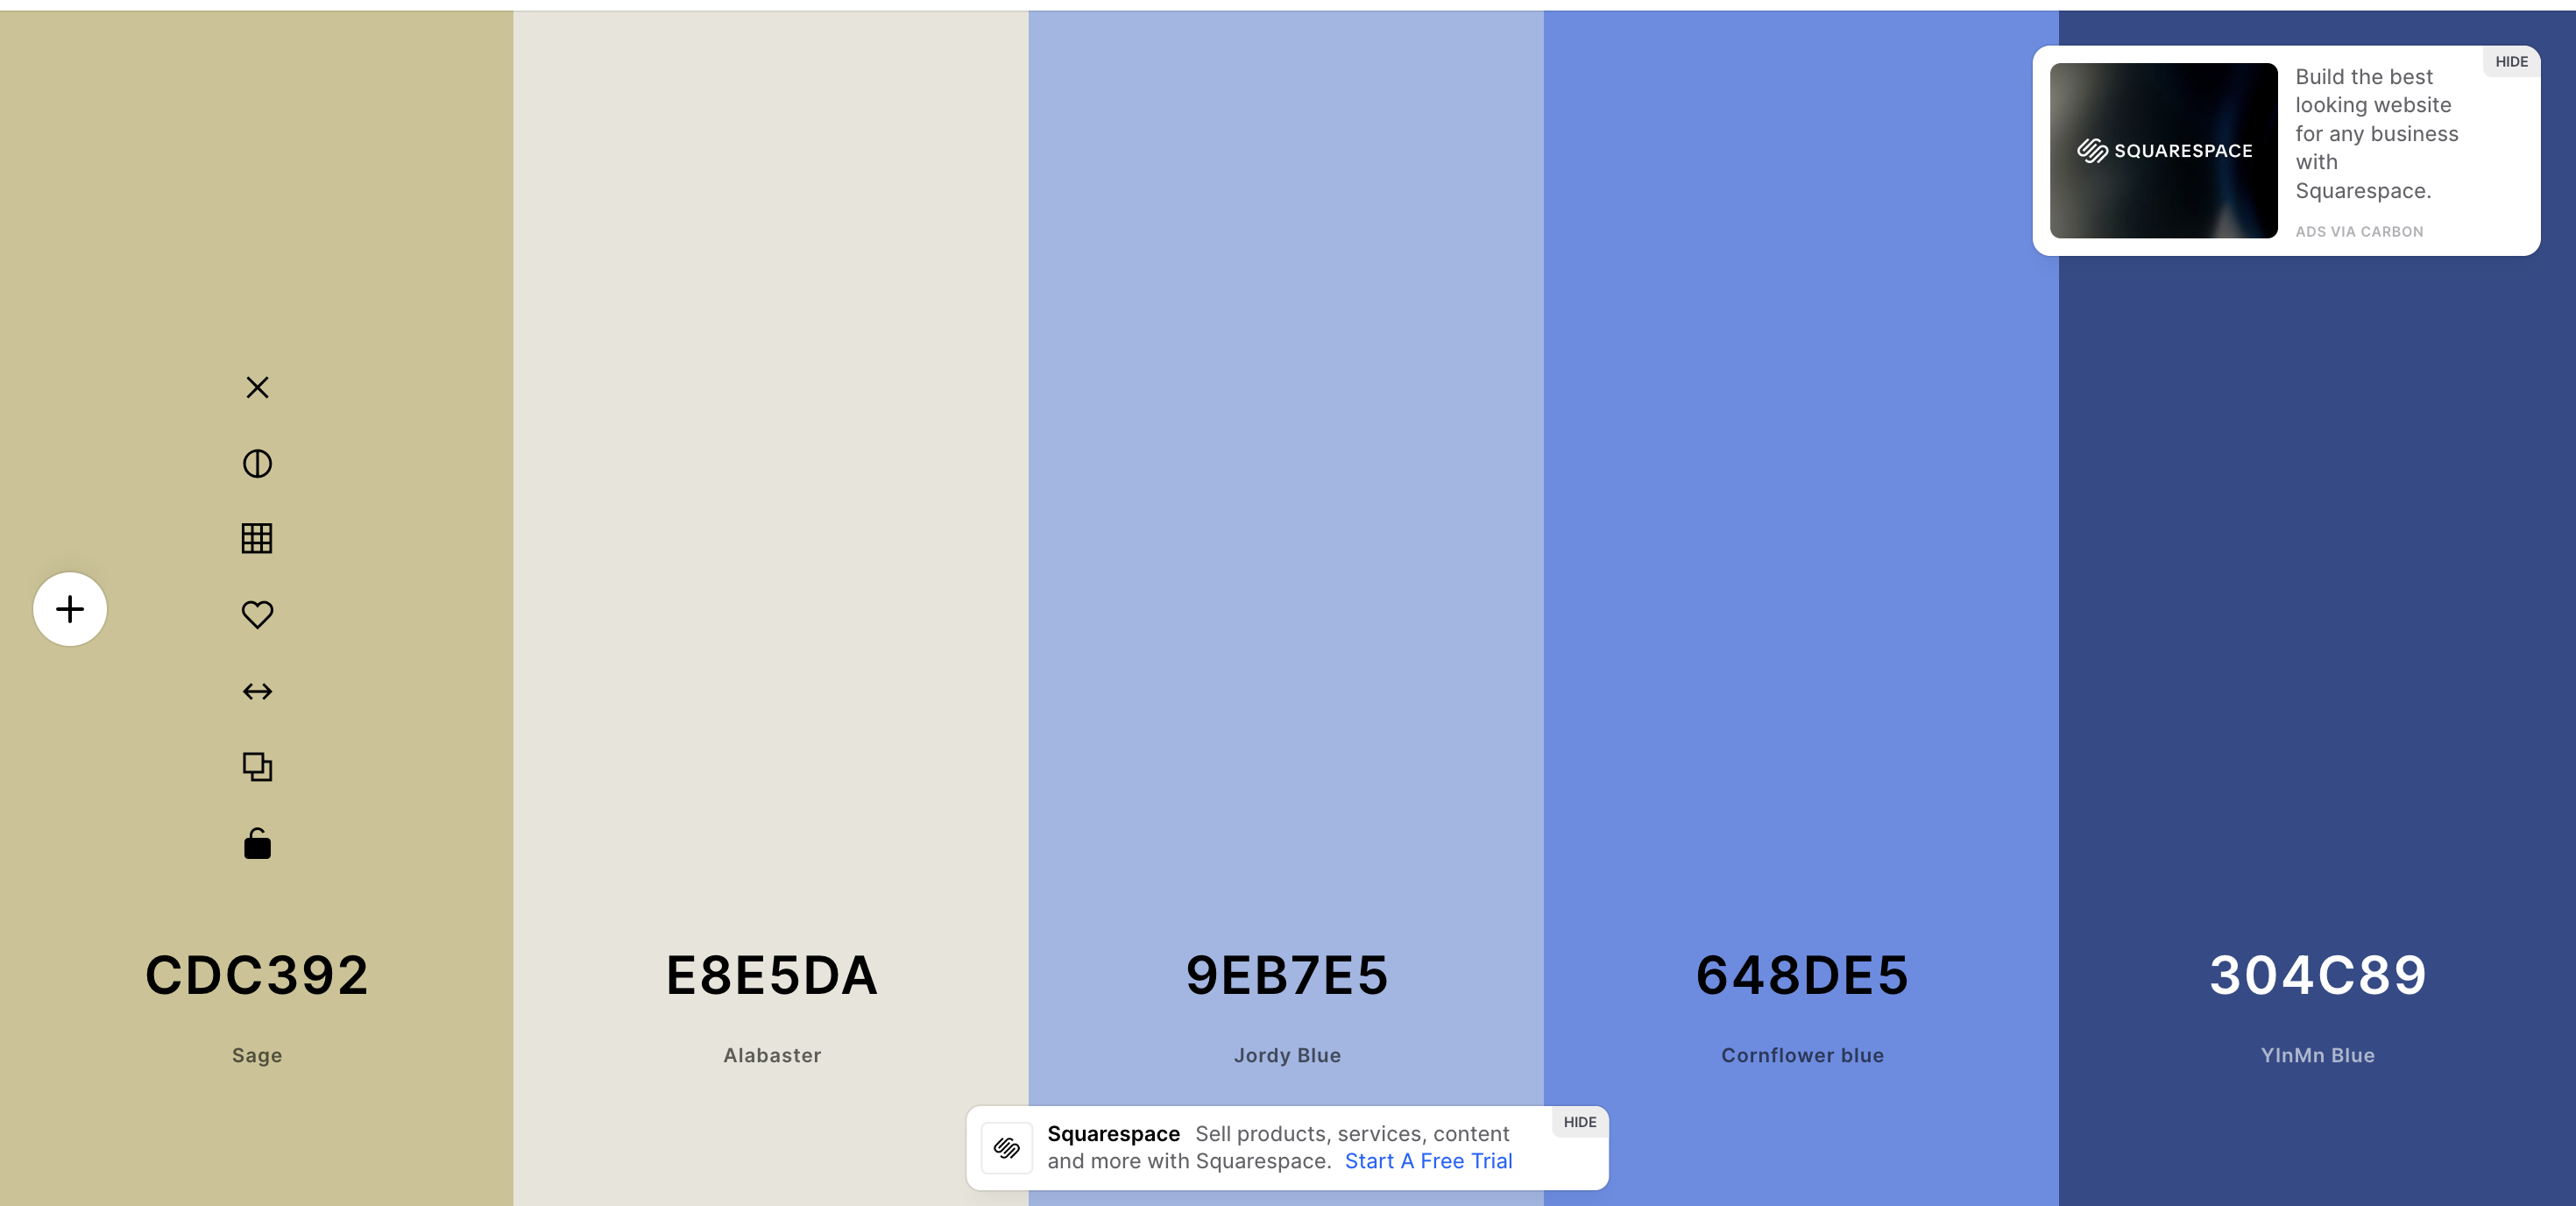 HIDE
Build the best
looking website
for any business
with
Squarespace.
SQUARESPACE
ADS VIA CARBON
CDC392
Sage
E8E5DA
Alabaster
9EB7E5
Jordy Blue
648DE5
Cornflower blue
304C89
YInMn Blue
HIDE
Squarespace Sell products, services, content
and more with Squarespace. Start A Free Trial